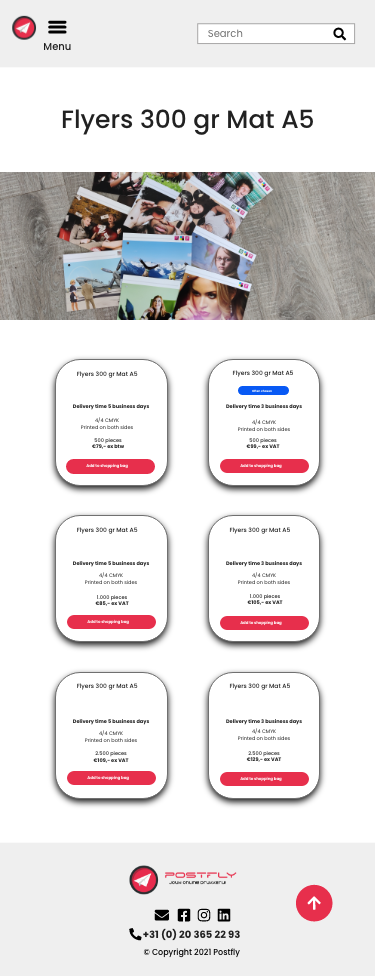 Menu
Search
Flyers 300 gr Mat A5
Flyers 300 gr Mat A5
Delivery time 5 business days
4/4 CMYK
Printed on both sides
500 pieces
€79,- ex btw
Add to shopping bag
Flyers 300 gr Mat A5
Often chosen
Delivery time 3 business days
4/4 CMYK
Printed on both sides
500 pieces
€99,- ex VAT
Add to shopping bag
Flyers 300 gr Mat A5
Delivery time 5 business days
4/4 CMYK
Printed on both sides
1.000 pieces
€85,- ex VAT
Add to shopping bag
Flyers 300 gr Mat A5
Delivery time 3 business days
4/4 CMYK
Printed on both sides
1.000 pieces
€105,- ex VAT
Add to shopping bag
Flyers 300 gr Mat A5
Delivery time 5 business days
4/4 CMYK
Printed on both sides
2.500 pieces
€109,- ex VAT
Add to shopping bag
Flyers 300 gr Mat A5
Delivery time 3 business days
4/4 CMYK
Printed on both sides
2.500 pieces
€129,- ex VAT
Add to shopping bag
POSTFLY
JOUW ONLINE DRUKKERIJ
+31 (0) 20 365 22 93
© Copyright 2021 Postfly